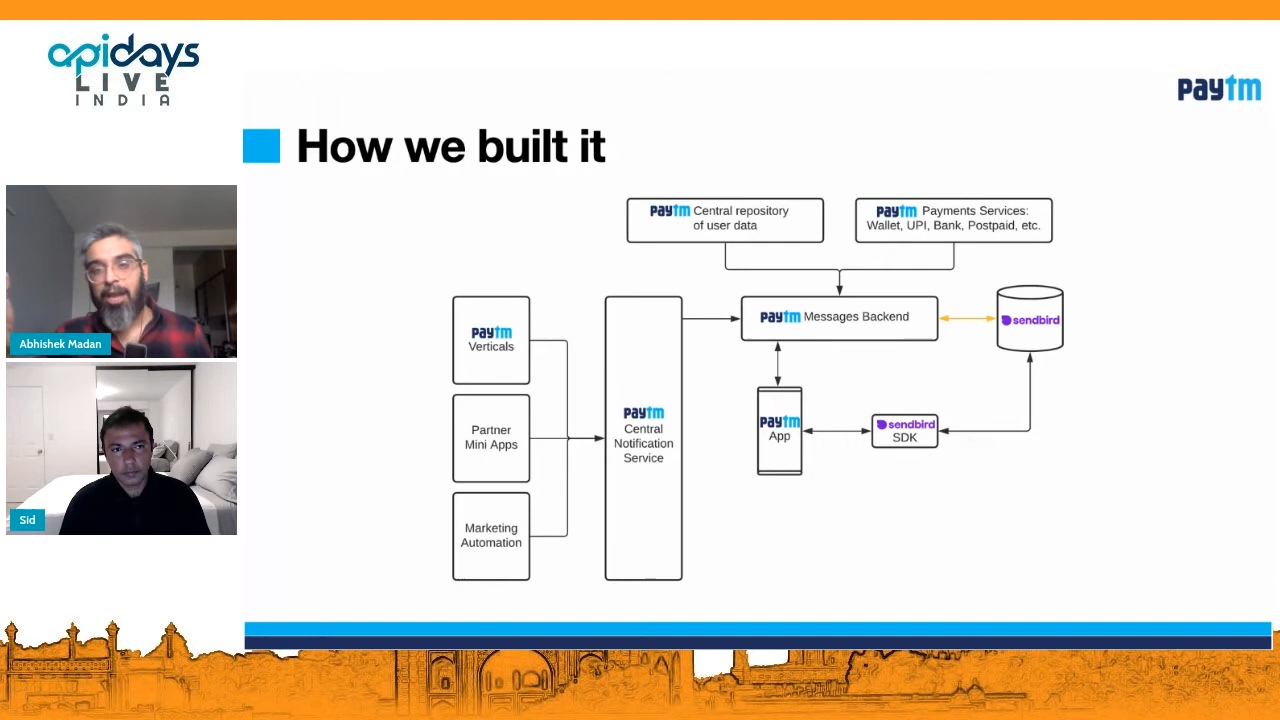 apidays
LIVE
INDIA
paytm
How we built it
paytm Central repository
of user data
paytm Payments Services:
Wallet, UPI, Bank, Postpaid, etc.
paytm
Verticals
Partner
Mini Apps
Marketing
Automation
paytm
Central
Notification
Service
paytm Messages Backend
sendbird
paytm
App
sendbird
SDK
Abhishek Madan
Sid